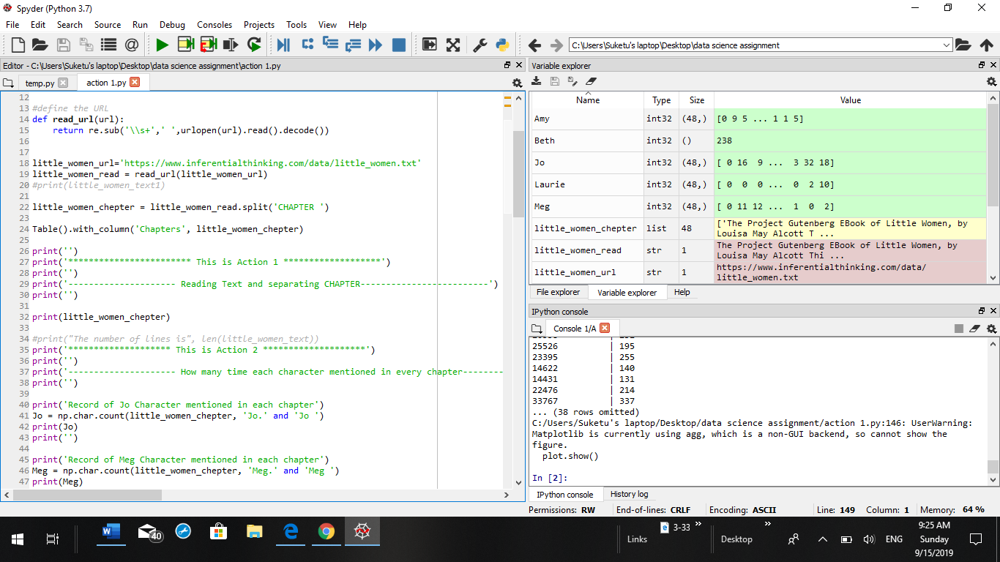 Spyder (Python 3.7)
File Edit Search Source Run Debug Consoles Projects Tools View Help
C:\Users\Suketu's laptop\Desktop\data science assignment
Editor - C:\Users\Suketu's laptop\Desktop\data science assignment\action 1.py
temp.py action 1.py
12
13 #define the URL
14 def read_url(url):
15     return re.sub('\\s+',' ',urlopen(url).read().decode())
16
17
18 little_women_url='https://www.inferentialthinking.com/data/little_women.txt'
19 little_women_read = read_url(little_women_url)
20 #print(little_women_text1)
21
22 little_women_chepter = little_women_read.split('CHAPTER ')
23
24 Table().with_column('Chapters', little_women_chepter)
25
26 print('')
27 print('************************ This is Action 1 *******************')
28 print('')
29 print('--------------------- Reading Text and separating CHAPTER-------------------------')
30 print('')
31
32 print(little_women_chepter)
33
34 #print("The number of lines is", len(little_women_text))
35 print('******************** This is Action 2 ********************')
36 print('')
37 print('--------------------- How many time each character mentioned in every chapter--------
38 print('')
39
40 print('Record of Jo Character mentioned in each chapter')
41 Jo = np.char.count(little_women_chepter, 'Jo.' and 'Jo ')
42 print(Jo)
43 print('')
44
45 print('Record of Meg Character mentioned in each chapter')
46 Meg = np.char.count(little_women_chepter, 'Meg.' and 'Meg ')
47 print(Meg)
Variable explorer
Name Type Size Value
Amy int32 (48,) [0 9 5 ... 1 1 5]
Beth int32 () 238
Jo int32 (48,) [ 0 16  9 ...  3 32 18]
Laurie int32 (48,) [ 0  0  0 ...  0  2 10]
Meg int32 (48,) [ 0 11 12 ...  1  0  2]
little_women_chepter list 48 ['The Project Gutenberg EBook of Little Women, by
Louisa May Alcott T ...
little_women_read str 1 The Project Gutenberg EBook of Little Women, by
Louisa May Alcott Thi ...
little_women_url str 1 https://www.inferentialthinking.com/data/
little_women.txt
File explorer Variable explorer Help
IPython console
Console 1/A
25526 | 195
23395 | 255
14622 | 140
14431 | 131
22476 | 214
33767 | 337
... (38 rows omitted)
C:/Users/Suketu's laptop/Desktop/data science assignment/action 1.py:146: UserWarning:
Matplotlib is currently using agg, which is a non-GUI backend, so cannot show the
figure.
  plot.show()
In [2]:
IPython console History log
Permissions: RW End-of-lines: CRLF Encoding: ASCII Line: 149 Column: 1 Memory: 64 %
40
Links
3-33 »
Desktop
»
ENG
9:25 AM
Sunday
9/15/2019